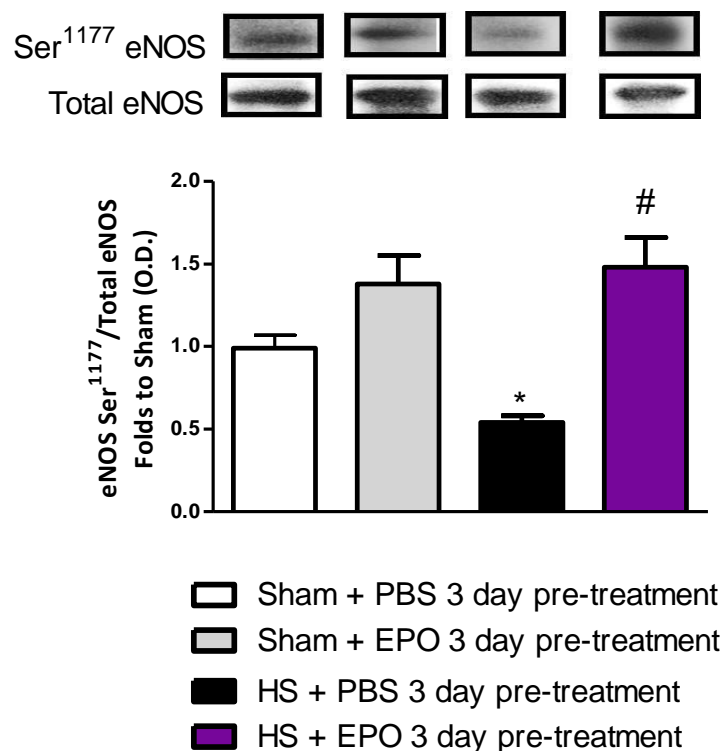 Ser1177 eNOS
Total eNOS
eNOS Ser1177/Total eNOS
Folds to Sham (O.D.)
2.0
1.5
1.0
0.5
0.0
*
#
Sham + PBS 3 day pre-treatment
Sham + EPO 3 day pre-treatment
HS + PBS 3 day pre-treatment
HS + EPO 3 day pre-treatment